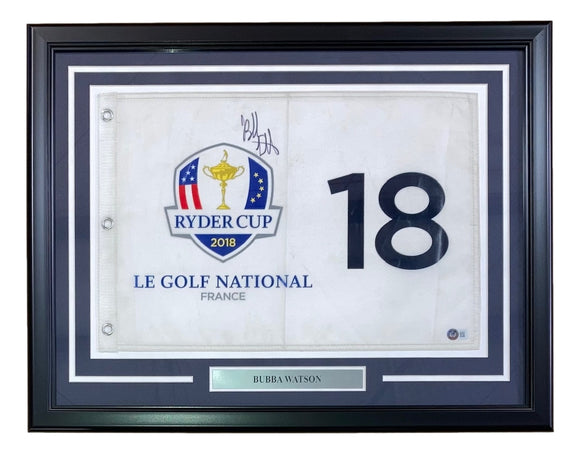 RYDER CUP
2018
18
LE GOLF NATIONAL
FRANCE
BUBBA WATSON